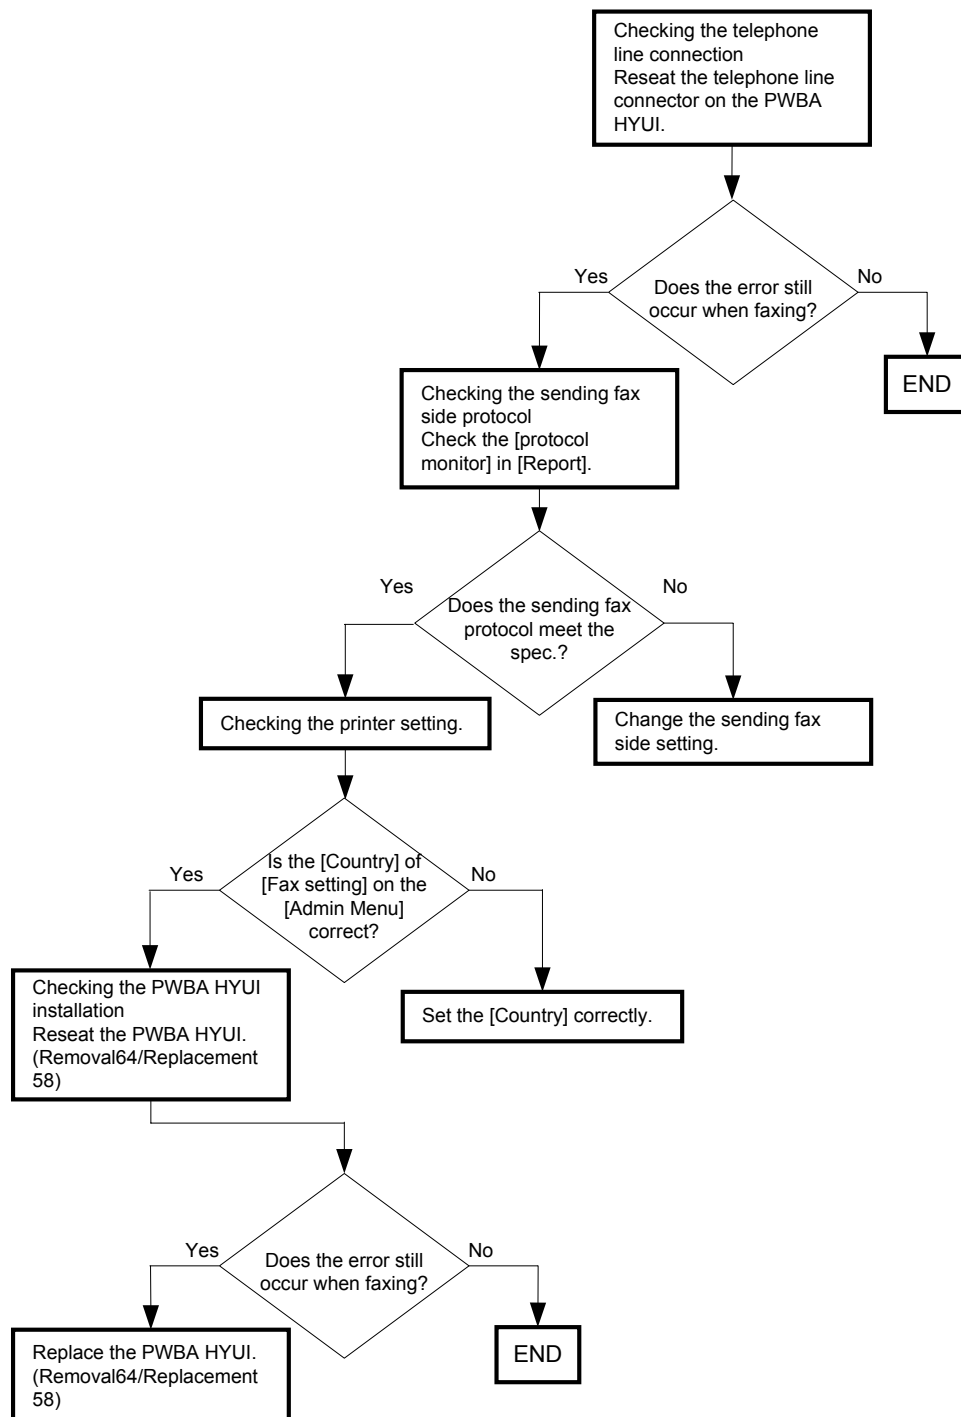 Checking the telephone
line connection
Reseat the telephone line
connector on the PWBA
HYUI.
Yes
No
Does the error still
occur when faxing?
END
Checking the sending fax
side protocol
Check the [protocol
monitor] in [Report].
Yes
No
Does the sending fax
protocol meet the
spec.?
Checking the printer setting.
Change the sending fax
side setting.
Yes
No
Is the [Country] of
[Fax setting] on the
[Admin Menu]
correct?
Checking the PWBA HYUI
installation
Reseat the PWBA HYUI.
(Removal64/Replacement
58)
Set the [Country] correctly.
Yes
No
Does the error still
occur when faxing?
Replace the PWBA HYUI.
(Removal64/Replacement
58)
END